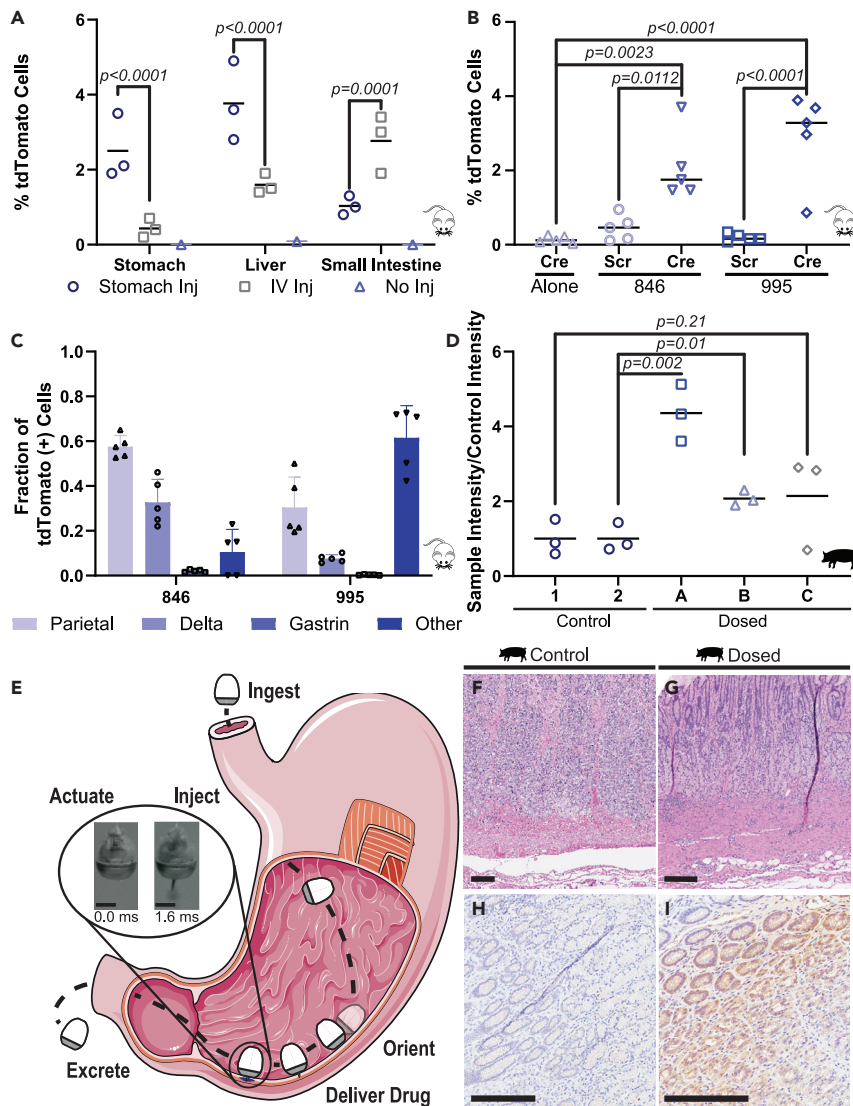 A
% tdTomato Cells
6
4
2
0
p<0.0001
p<0.0001
p=0.0001
Stomach Liver Small Intestine
Stomach Inj IV Inj No Inj
B
% tdTomato Cells
6
4
2
0
p<0.0001
p=0.0023
p=0.0112
p<0.0001
Cre Scr Cre Scr Cre
Alone 846 995
C
Fraction of
tdTomato (+) Cells
1.0
0.8
0.6
0.4
0.2
0.0
846 995
Parietal Delta Gastrin Other
D
Sample Intensity/Control Intensity
6
4
2
0
p=0.21
p=0.01
p=0.002
1 2 A B C
Control Dosed
E
Ingest
Actuate Inject
0.0 ms 1.6 ms
Orient
Deliver Drug
Excrete
Control Dosed
F G
H I